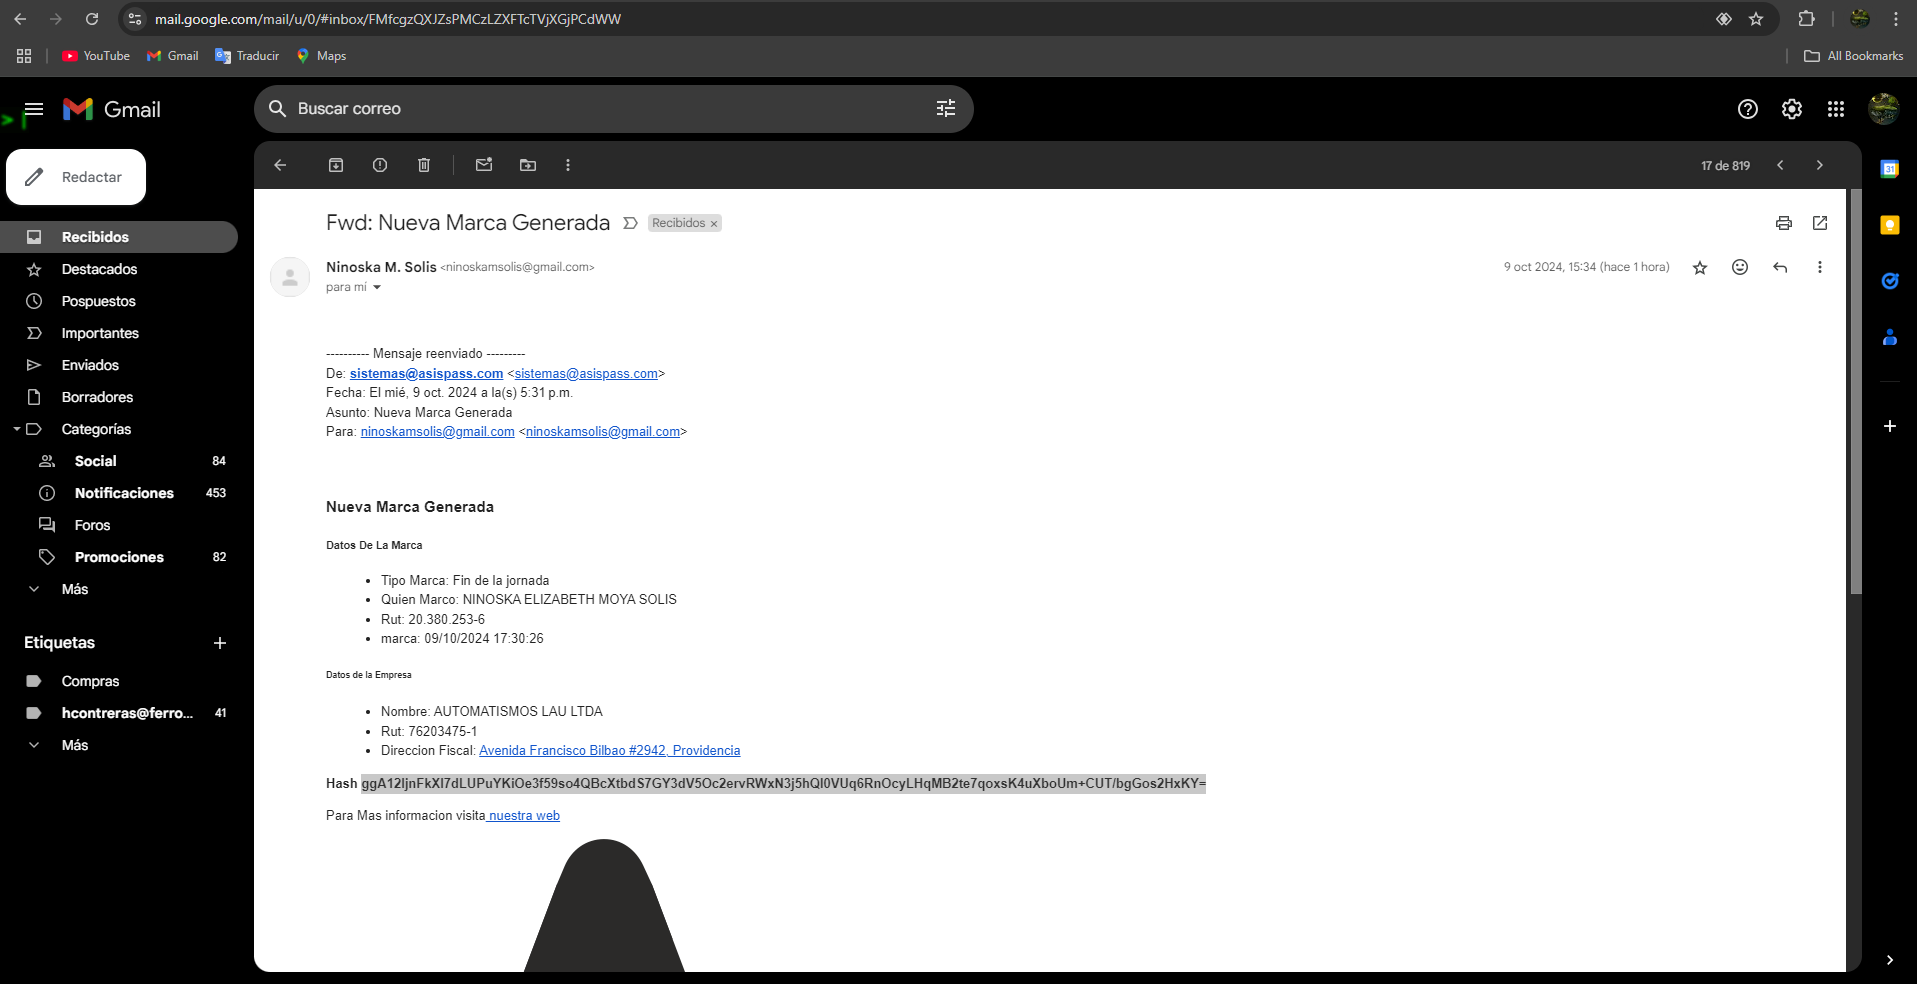 mail.google.com/mail/u/0/#inbox/FMfcgzQXJZsPMCzLZXFTcTVjXGjPCdWW
YouTube
Gmail
Traducir
Maps
All Bookmarks
Gmail
Buscar correo
Redactar
17 de 819
Recibidos
Destacados
Pospuestos
Importantes
Enviados
Borradores
Categorías
Social 84
Notificaciones 453
Foros
Promociones 82
Más
Etiquetas
Compras
hcontreras@ferro... 41
Más
Fwd: Nueva Marca Generada
Recibidos ×
Ninoska M. Solis <ninoskamsolis@gmail.com>
9 oct 2024, 15:34 (hace 1 hora)
para mí
---------- Mensaje reenviado ---------
De: sistemas@asispass.com <sistemas@asispass.com>
Fecha: El mié, 9 oct. 2024 a la(s) 5:31 p.m.
Asunto: Nueva Marca Generada
Para: ninoskamsolis@gmail.com <ninoskamsolis@gmail.com>
Nueva Marca Generada
Datos De La Marca
• Tipo Marca: Fin de la jornada
• Quien Marco: NINOSKA ELIZABETH MOYA SOLIS
• Rut: 20.380.253-6
• marca: 09/10/2024 17:30:26
Datos de la Empresa
• Nombre: AUTOMATISMOS LAU LTDA
• Rut: 76203475-1
• Direccion Fiscal: Avenida Francisco Bilbao #2942, Providencia
Hash ggA12IjnFkXI7dLUPuYKiOe3f59so4QBcXtbdS7GY3dV5Oc2ervRWxN3j5hQI0VUq6RnOcyLHqMB2te7qoxsK4uXboUm+CUT/bgGos2HxKY=
Para Mas informacion visita nuestra web